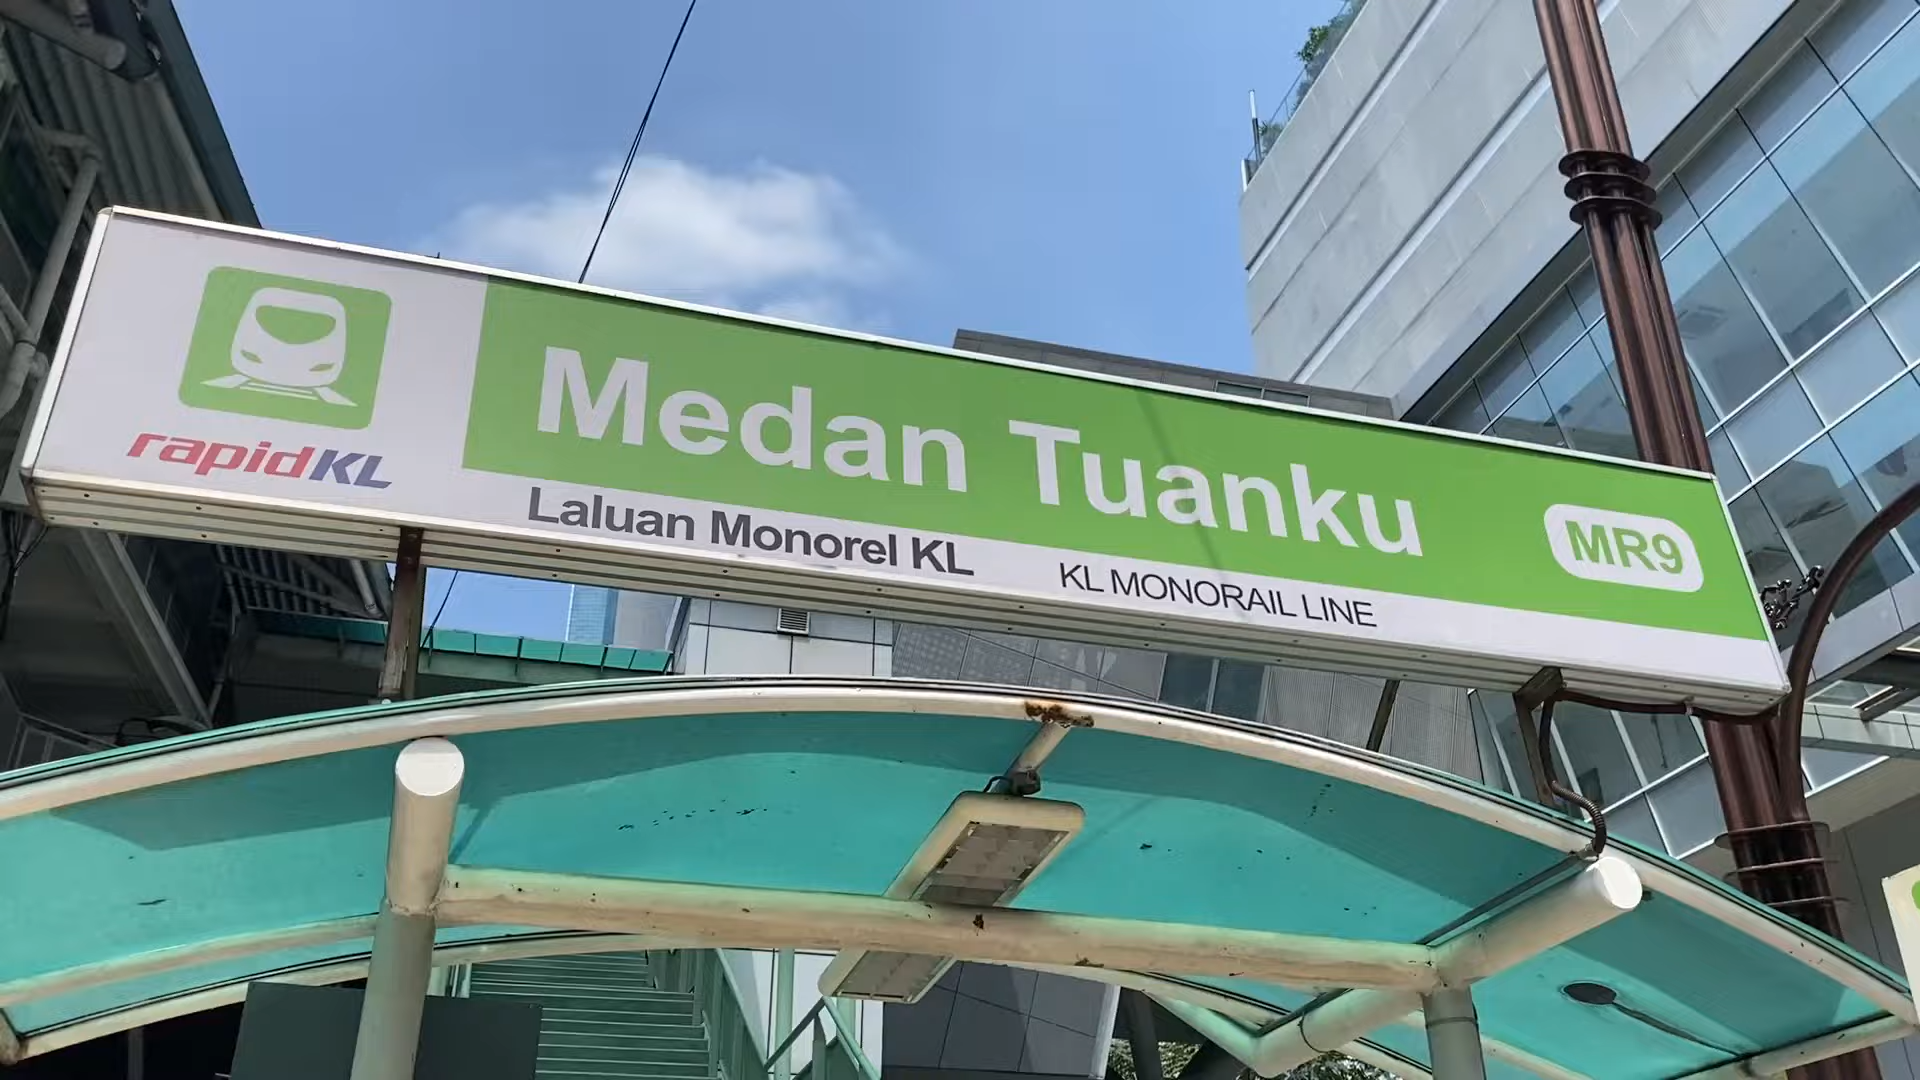 rapidKL
Medan Tuanku
MR9
Laluan Monorel KL
KL MONORAIL LINE